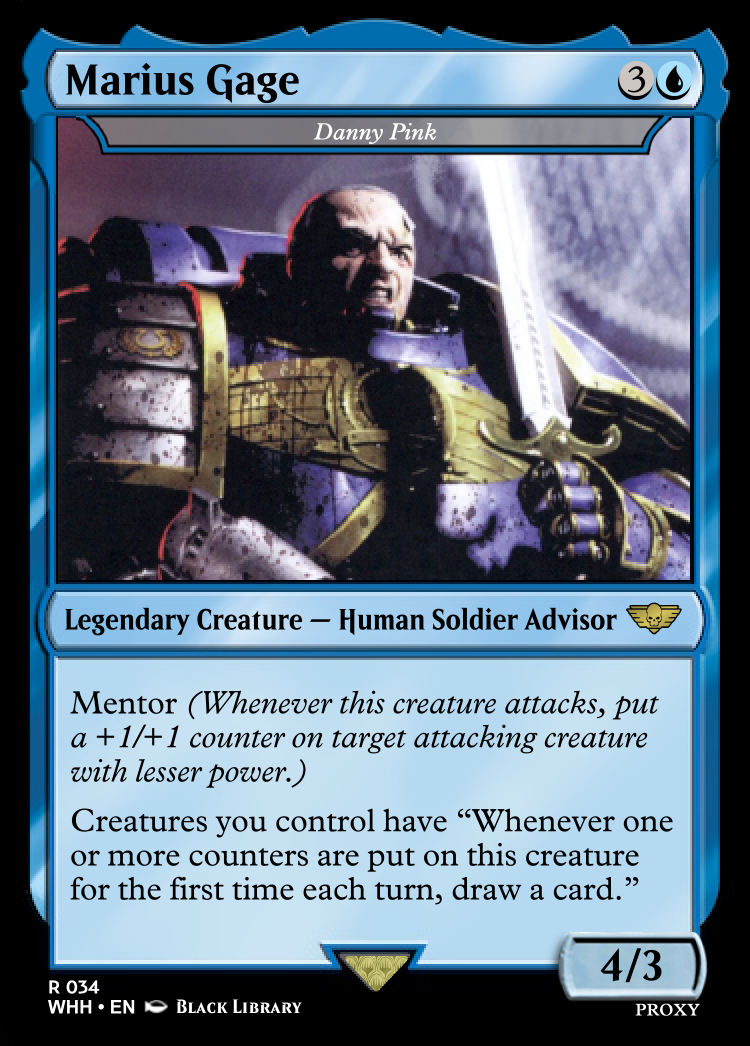 Marius Gage 3
Danny Pink
Legendary Creature — Human Soldier Advisor
Mentor (Whenever this creature attacks, put
a +1/+1 counter on target attacking creature
with lesser power.)
Creatures you control have “Whenever one
or more counters are put on this creature
for the first time each turn, draw a card.”
4/3
R 034
WHH • EN BLACK LIBRARY
PROXY